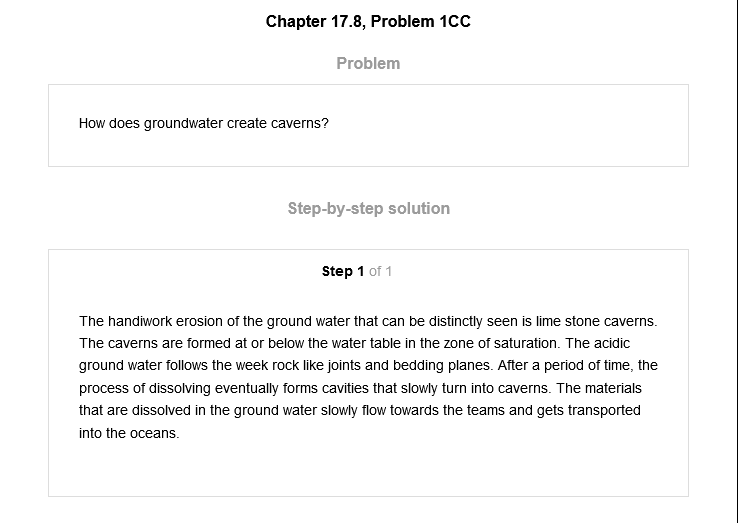 Chapter 17.8, Problem 1CC
Problem
How does groundwater create caverns?
Step-by-step solution
Step 1 of 1
The handiwork erosion of the ground water that can be distinctly seen is lime stone caverns.
The caverns are formed at or below the water table in the zone of saturation. The acidic
ground water follows the week rock like joints and bedding planes. After a period of time, the
process of dissolving eventually forms cavities that slowly turn into caverns. The materials
that are dissolved in the ground water slowly flow towards the teams and gets transported
into the oceans.